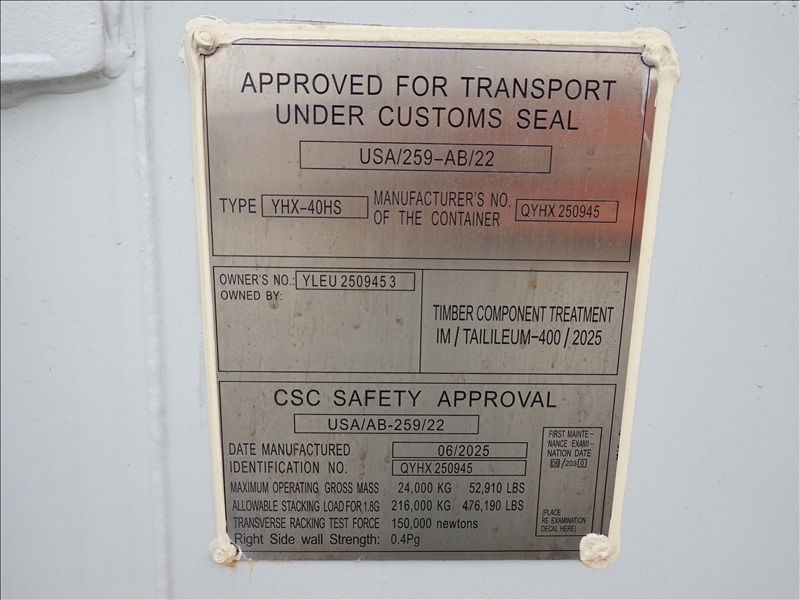 APPROVED FOR TRANSPORT
UNDER CUSTOMS SEAL
USA/259-AB/22
TYPE YHX-40HS MANUFACTURER'S NO. OF THE CONTAINER QYHX 250945
OWNER'S NO.: YLEU 2509453
OWNED BY:
TIMBER COMPONENT TREATMENT
IM / TAILILEUM-400 / 2025
CSC SAFETY APPROVAL
USA/AB-259/22
DATE MANUFACTURED 06/2025
IDENTIFICATION NO. QYHX 250945
MAXIMUM OPERATING GROSS MASS 24,000 KG 52,910 LBS
ALLOWABLE STACKING LOAD FOR 1.8G 216,000 KG 476,190 LBS
TRANSVERSE RACKING TEST FORCE 150,000 newtons
Right Side wall Strength: 0.4Pg
FIRST MAINTE-
NANCE EXAMI-
NATION DATE
/2030
(PLACE
RE EXAMINATION
DECAL HERE)